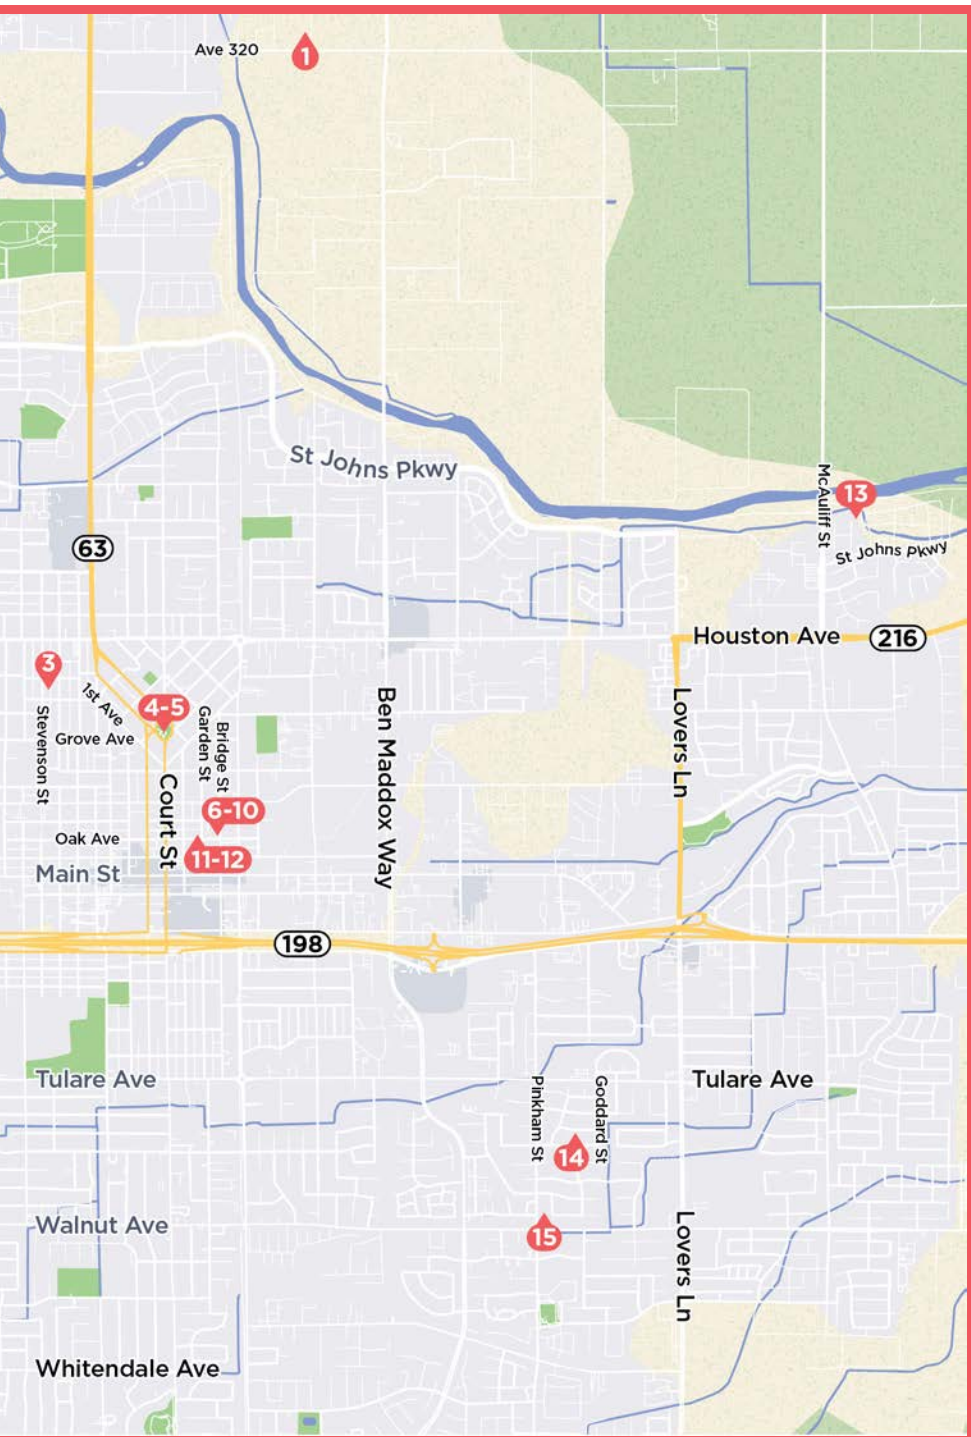 Ave 320
1
St Johns Pkwy
McAuliff St
13
St Johns Pkwy
63
Houston Ave
216
3
1st Ave
4-5
Stevenson St
Grove Ave
Garden St
Bridge St
Ben Maddox Way
Lovers Ln
Court St
6-10
Oak Ave
11-12
Main St
198
Tulare Ave
Tulare Ave
Pinkham St
Goddard St
14
Walnut Ave
15
Lovers Ln
Whitendale Ave